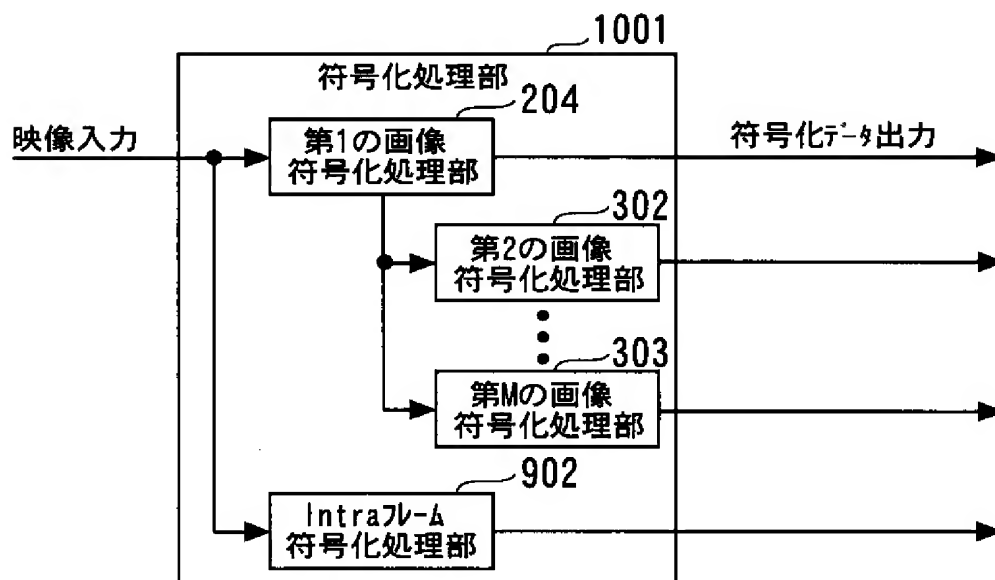 1001
符号化処理部
204
映像入力
第1の画像
符号化処理部
符号化データ出力
302
第2の画像
符号化処理部
303
第Mの画像
符号化処理部
902
Intraフレーム
符号化処理部